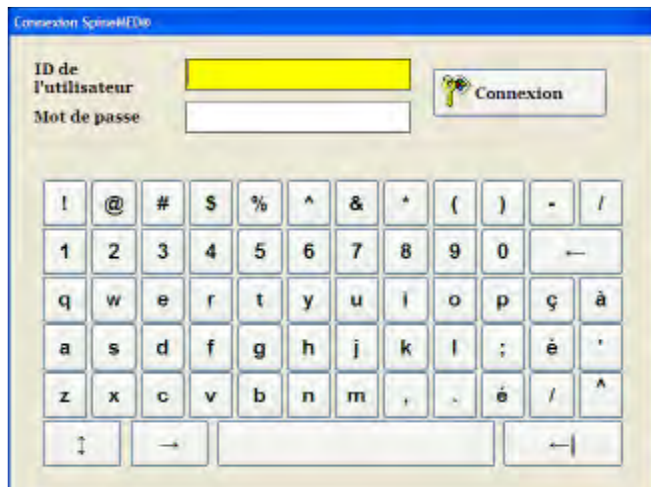 Connexion SpineMED®
ID de
l'utilisateur
Connexion
Mot de passe
! @ # $ % ^ & * ( ) - /
1 2 3 4 5 6 7 8 9 0 ←
q w e r t y u i o p ç à
a s d f g h j k l ; è '
z x c v b n m , . é / ^
↕ → ←|